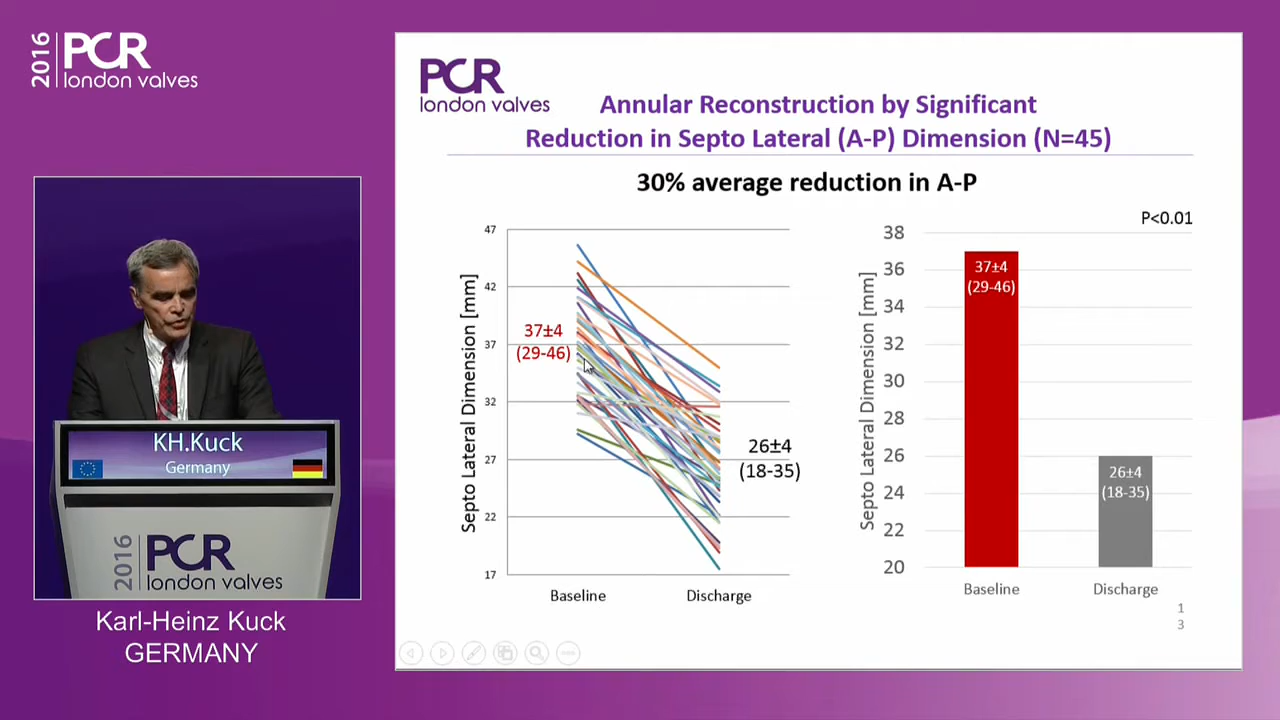 2016 PCR
london valves
KH.Kuck
Germany
2016 PCR
london valves
Karl-Heinz Kuck
GERMANY
PCR
london valves
Annular Reconstruction by Significant
Reduction in Septo Lateral (A-P) Dimension (N=45)
30% average reduction in A-P
Septo Lateral Dimension [mm]
47
42
37
32
27
22
17
37±4
(29-46)
26±4
(18-35)
Baseline
Discharge
P<0.01
Septo Lateral Dimension [mm]
38
36
34
32
30
28
26
24
22
20
37±4
(29-46)
26±4
(18-35)
Baseline
Discharge
1
3